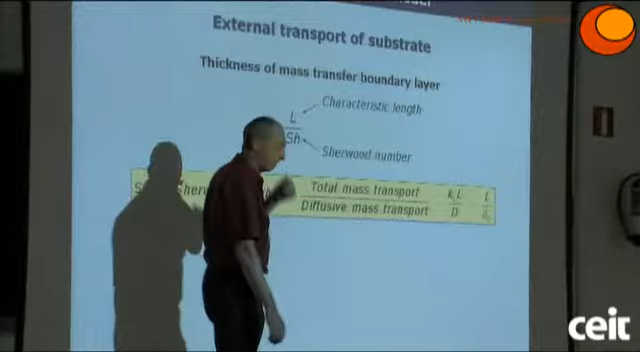 External transport of substrate
Thickness of mass transfer boundary layer
L
Sh
Characteristic length
Sherwood number
Total mass transport
Diffusive mass transport
L
D
L
ceit